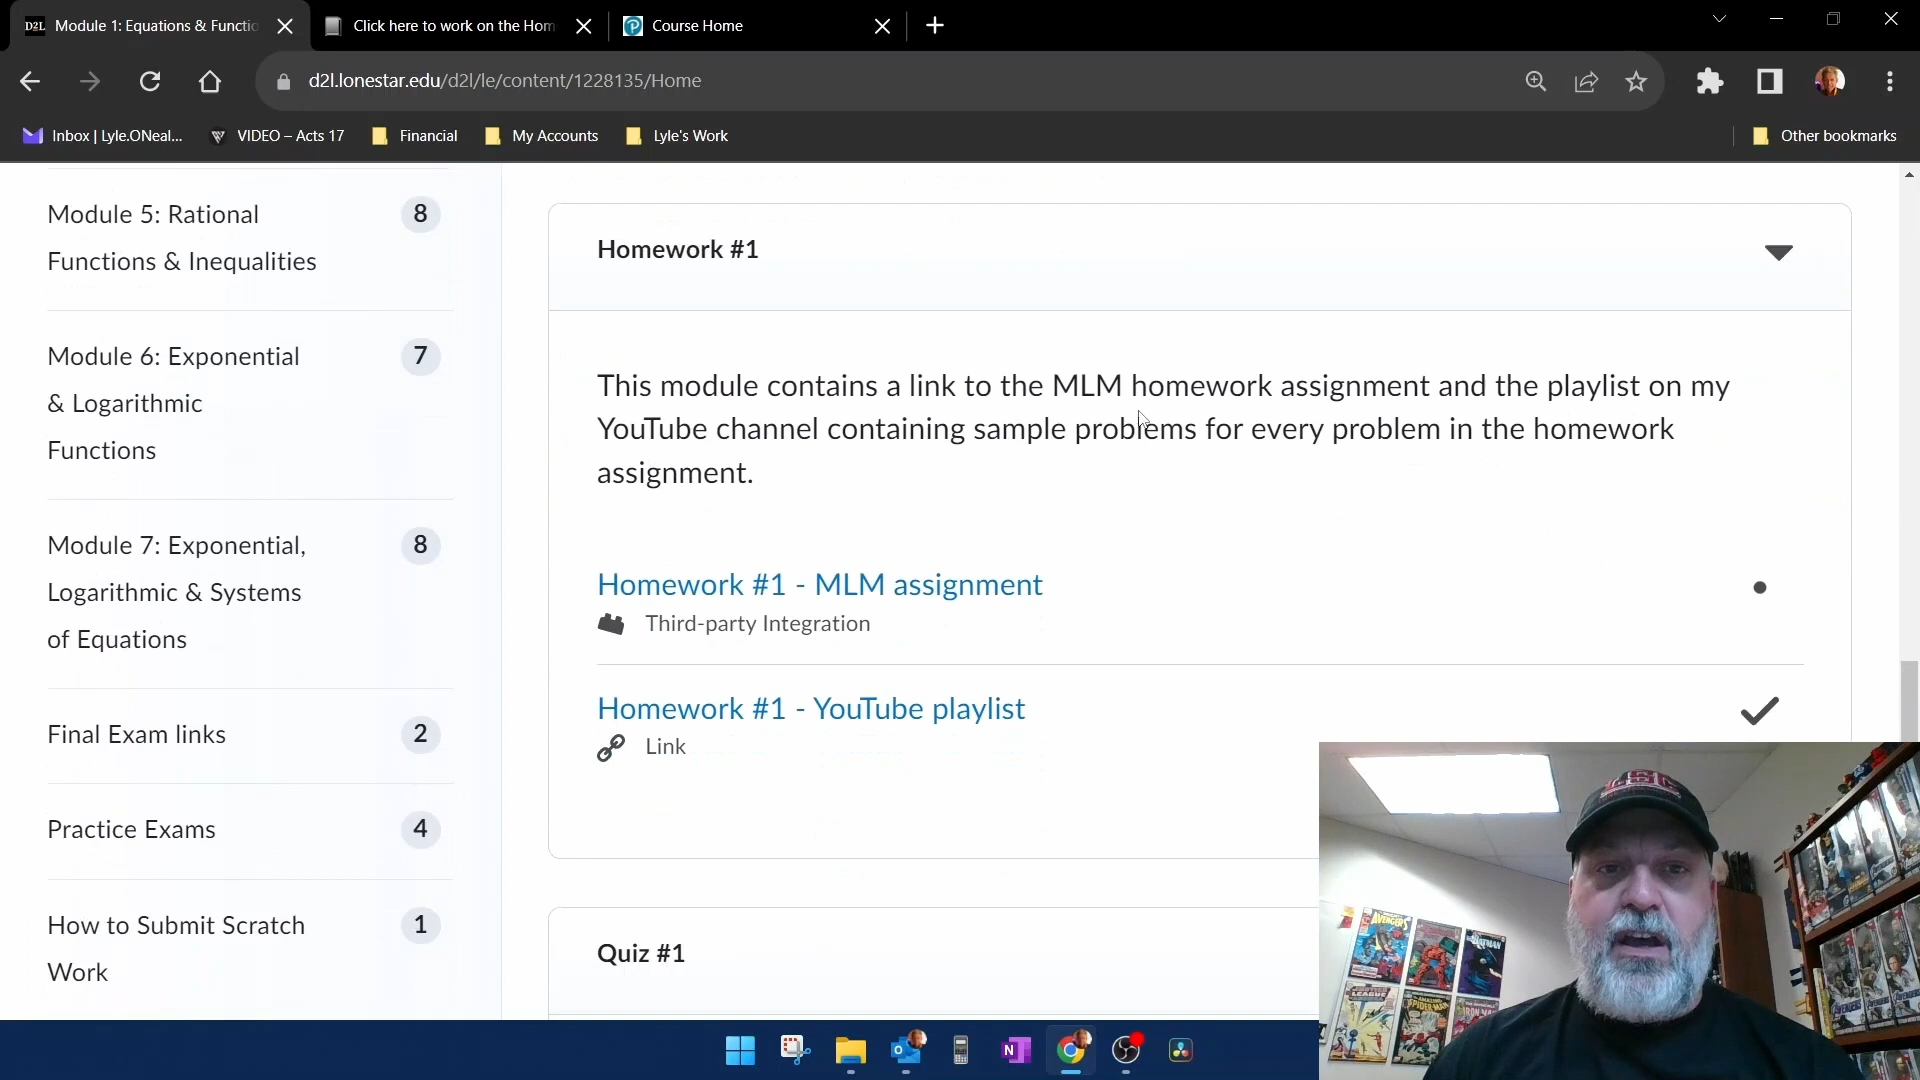 D2L Module 1: Equations & Functio
Click here to work on the Hom
Course Home
d2l.lonestar.edu/d2l/le/content/1228135/Home
Inbox | Lyle.ONeal...
VIDEO – Acts 17
Financial
My Accounts
Lyle's Work
Other bookmarks
Module 5: Rational
Functions & Inequalities
8
Module 6: Exponential
& Logarithmic
Functions
7
Module 7: Exponential,
Logarithmic & Systems
of Equations
8
Final Exam links
2
Practice Exams
4
How to Submit Scratch
Work
1
Homework #1
This module contains a link to the MLM homework assignment and the playlist on my
YouTube channel containing sample problems for every problem in the homework
assignment.
Homework #1 - MLM assignment
Third-party Integration
Homework #1 - YouTube playlist
Link
Quiz #1
AVENGERS
BATMAN